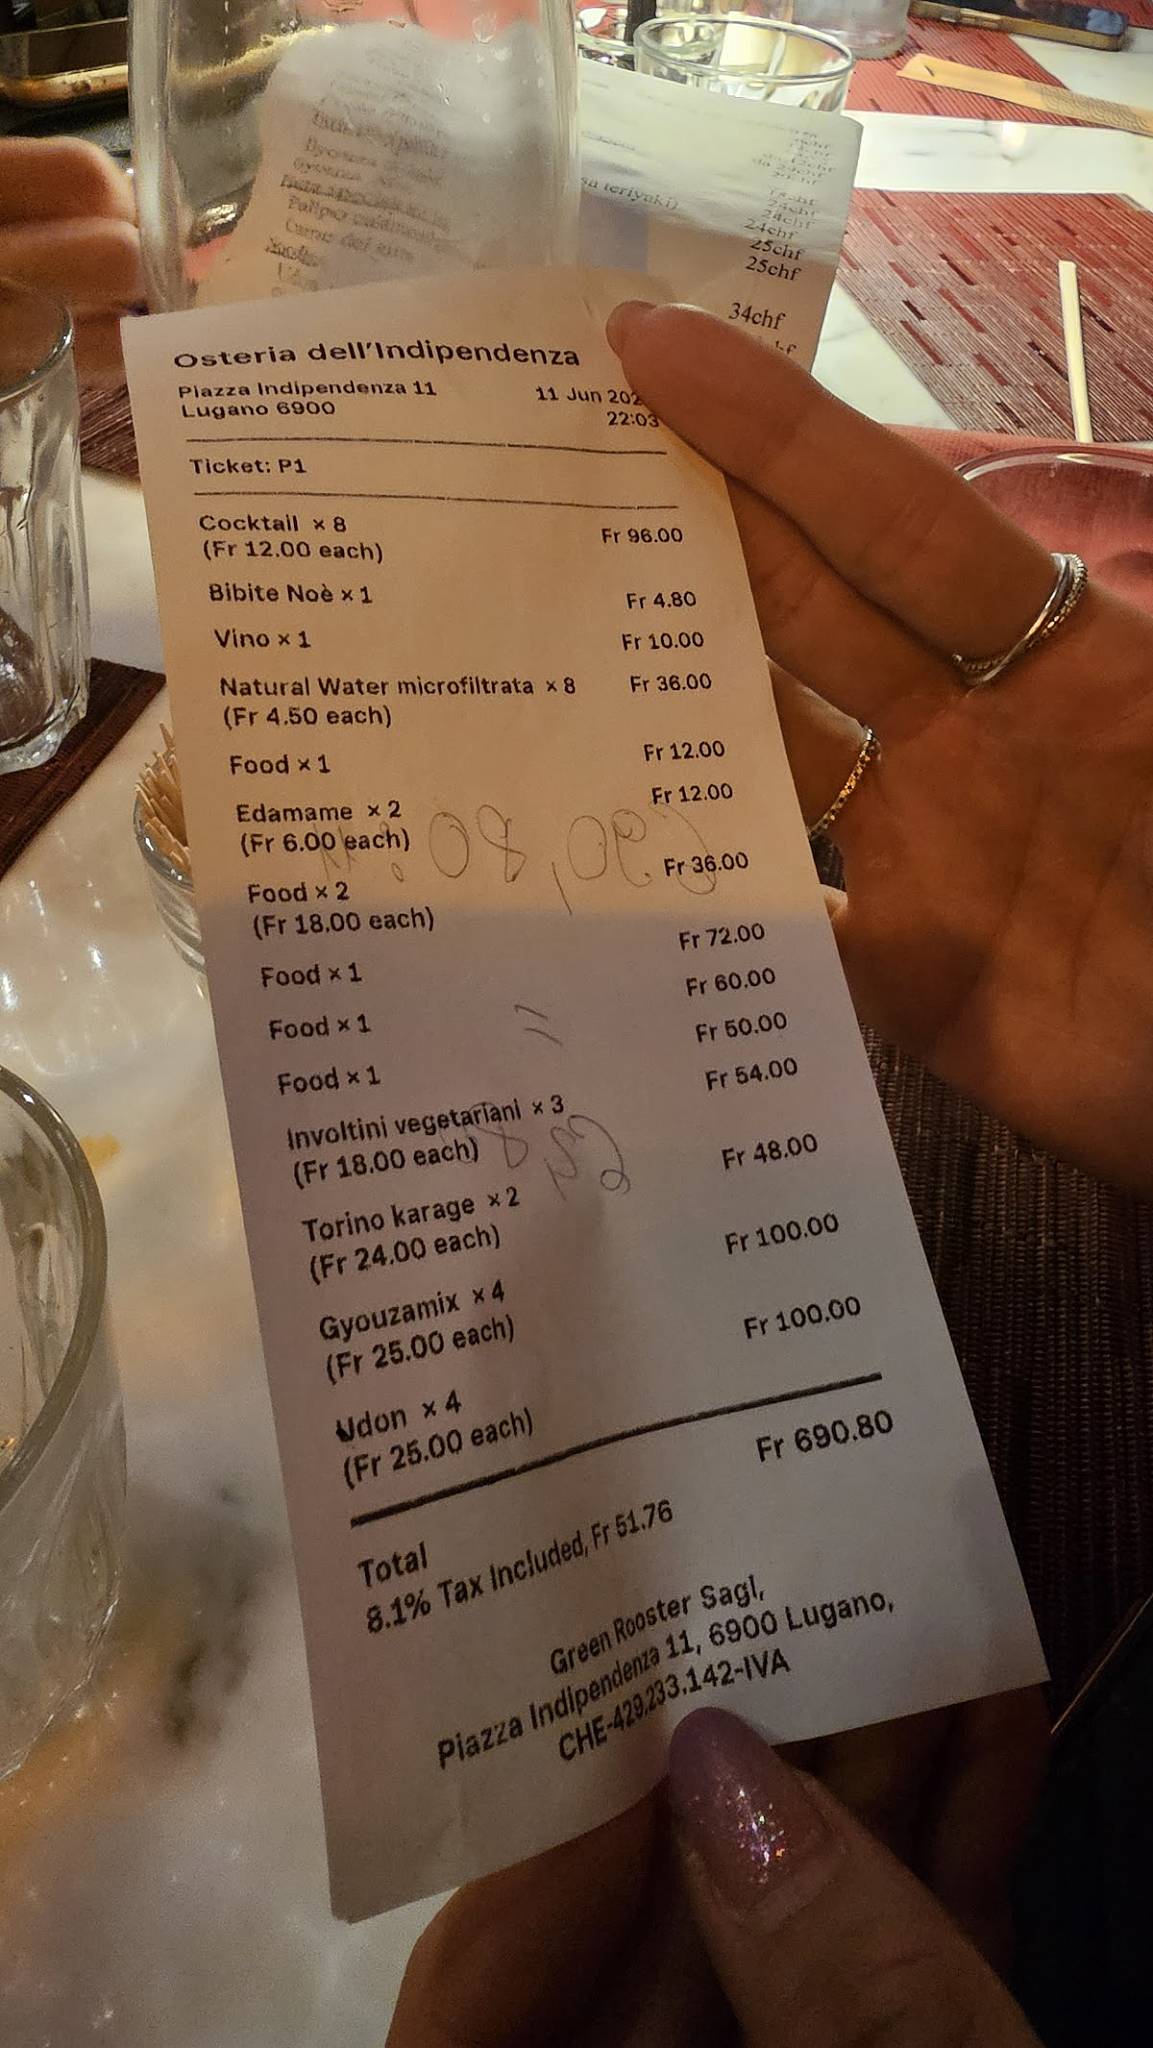 sa teriyaki)
24chf
24chf
24chf
25chf
25chf
34chf
Osteria dell'Indipendenza
Piazza Indipendenza 11
Lugano 6900
11 Jun 202
22:03
Ticket: P1
Cocktail × 8 Fr 96.00
(Fr 12.00 each)
Bibite Noè × 1 Fr 4.80
Vino × 1 Fr 10.00
Natural Water microfiltrata × 8 Fr 36.00
(Fr 4.50 each)
Food × 1 Fr 12.00
Edamame × 2 Fr 12.00
(Fr 6.00 each)
Food × 2 Fr 36.00
(Fr 18.00 each)
Food × 1 Fr 72.00
Food × 1 Fr 60.00
Food × 1 Fr 50.00
Involtini vegetariani × 3 Fr 54.00
(Fr 18.00 each)
Torino karage × 2 Fr 48.00
(Fr 24.00 each)
Gyouzamix × 4 Fr 100.00
(Fr 25.00 each)
Udon × 4 Fr 100.00
(Fr 25.00 each)
Total Fr 690.80
8.1% Tax Included, Fr 51.76
Green Rooster Sagl,
Piazza Indipendenza 11, 6900 Lugano,
CHE-429.233.142-IVA